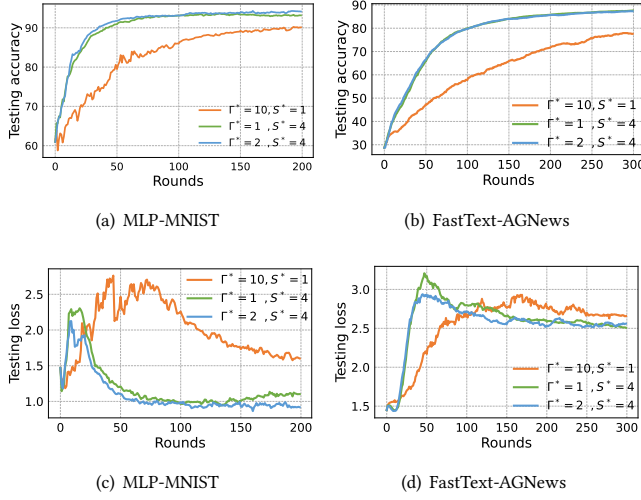 Testing accuracy
90
80
70
60
Γ* = 10, S* = 1
Γ* = 1 , S* = 4
Γ* = 2 , S* = 4
0 50 100 150 200
Rounds
(a) MLP-MNIST
Testing accuracy
90
80
70
60
50
40
30
Γ* = 10, S* = 1
Γ* = 1 , S* = 4
Γ* = 2 , S* = 4
0 50 100 150 200 250 300
Rounds
(b) FastText-AGNews
Testing loss
2.5
2.0
1.5
1.0
Γ* = 10, S* = 1
Γ* = 1 , S* = 4
Γ* = 2 , S* = 4
0 50 100 150 200
Rounds
(c) MLP-MNIST
Testing loss
3.0
2.5
2.0
1.5
Γ* = 10, S* = 1
Γ* = 1 , S* = 4
Γ* = 2 , S* = 4
0 50 100 150 200 250 300
Rounds
(d) FastText-AGNews